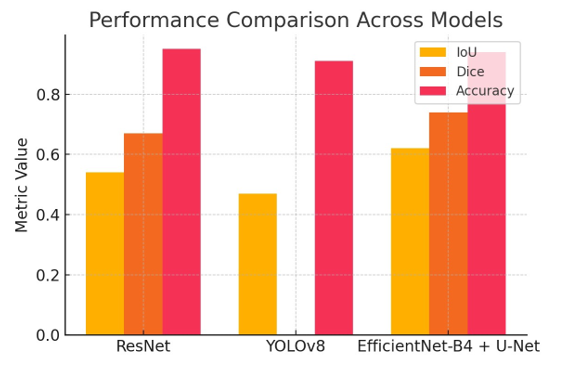 Performance Comparison Across Models
IoU
Dice
Accuracy
Metric Value
0.8
0.6
0.4
0.2
0.0
ResNet YOLOv8 EfficientNet-B4 + U-Net